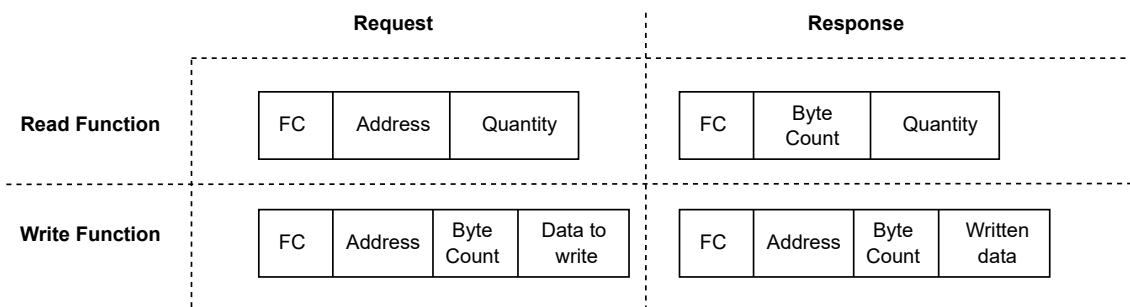 Request Response
Read Function FC Address Quantity FC Byte Count Quantity
Write Function FC Address Byte Count Data to write FC Address Byte Count Written data